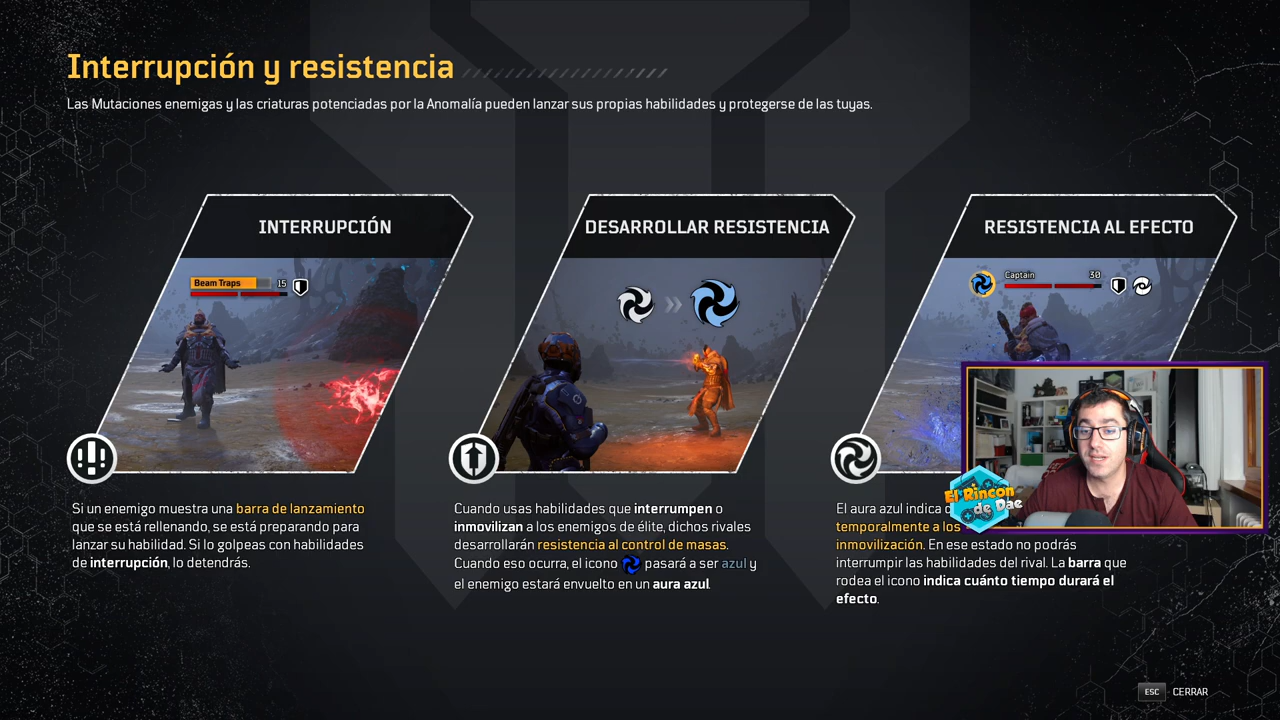 Interrupción y resistencia
Las Mutaciones enemigas y las criaturas potenciadas por la Anomalía pueden lanzar sus propias habilidades y protegerse de las tuyas.
INTERRUPCIÓN
Beam Traps 15
Si un enemigo muestra una barra de lanzamiento
que se está rellenando, se está preparando para
lanzar su habilidad. Si lo golpeas con habilidades
de interrupción, lo detendrás.
DESARROLLAR RESISTENCIA
Cuando usas habilidades que interrumpen o
inmovilizan a los enemigos de élite, dichos rivales
desarrollarán resistencia al control de masas.
Cuando eso ocurra, el icono pasará a ser azul y
el enemigo estará envuelto en un aura azul.
RESISTENCIA AL EFECTO
Captain 30
El aura azul indica
temporalmente a los
inmovilización. En ese estado no podrás
interrumpir las habilidades del rival. La barra que
rodea el icono indica cuánto tiempo durará el
efecto.
El Rincon
de Dae
ESC CERRAR